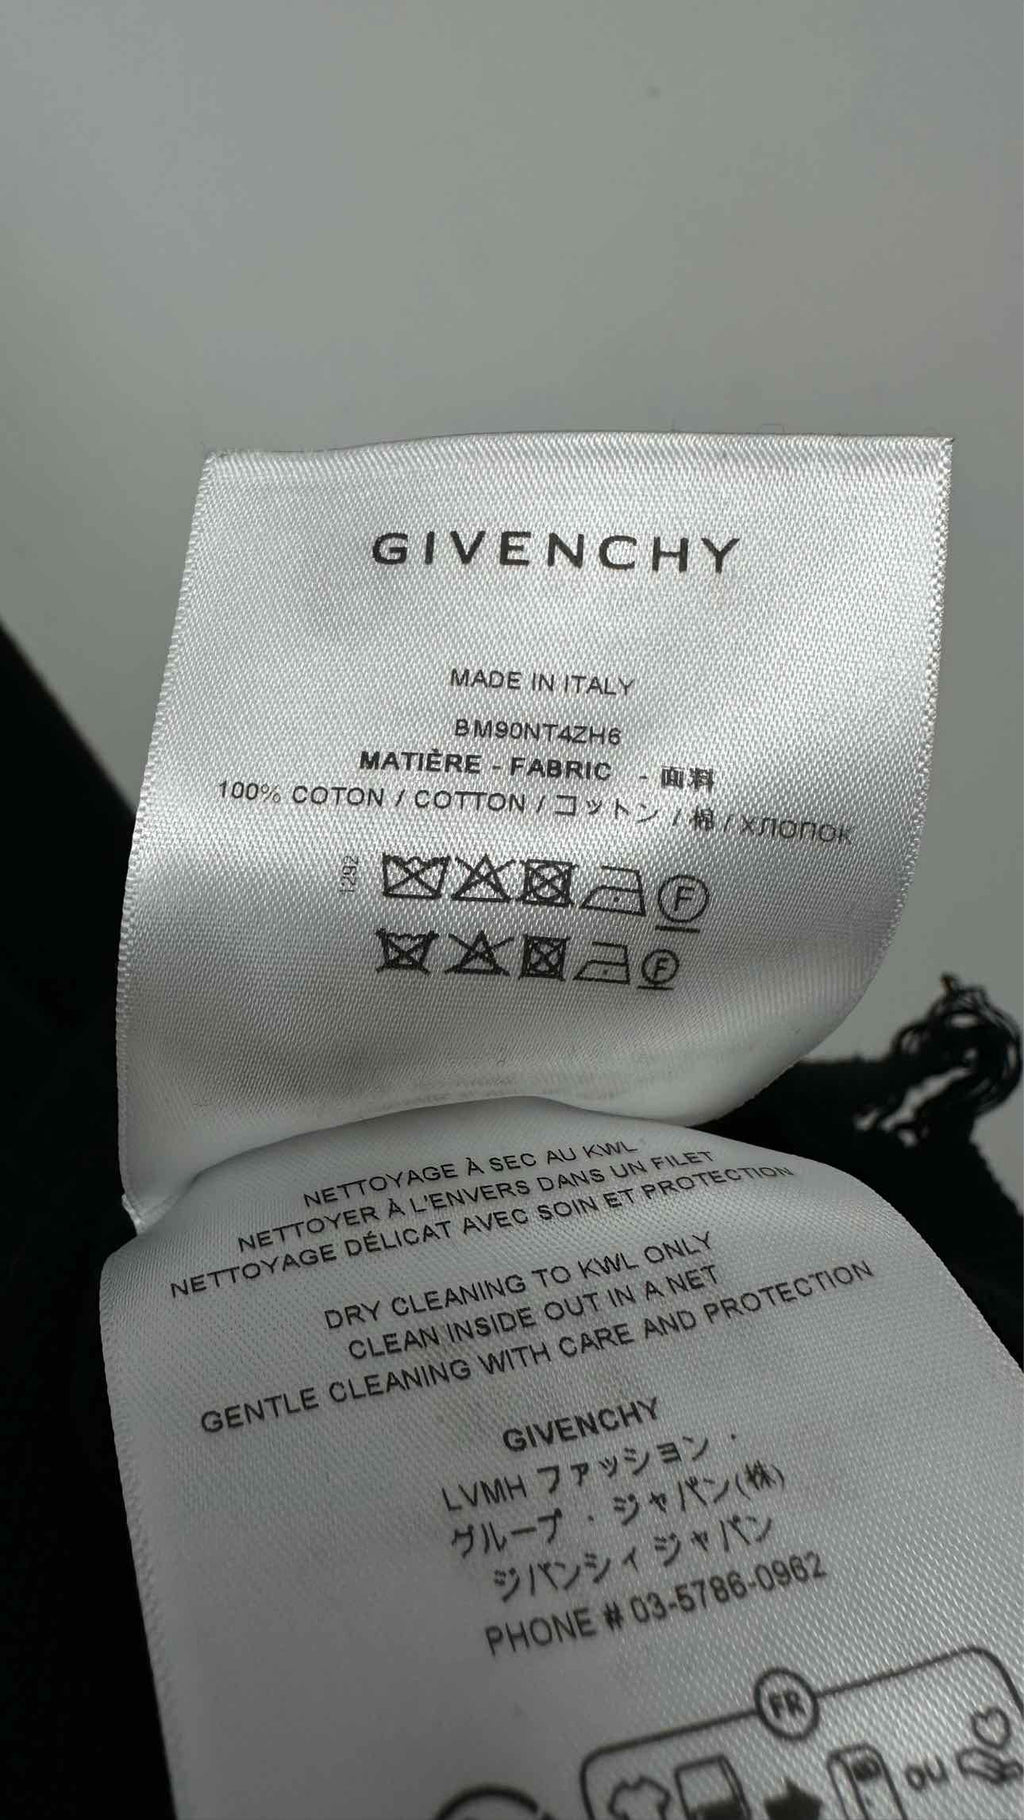 GIVENCHY
MADE IN ITALY
BM90NT4ZH6
MATIÈRE - FABRIC - 面料
100% COTON / COTTON / コットン / 棉 / ХЛОПОК
1292
F
F
NETTOYAGE À SEC AU KWL
NETTOYER À L'ENVERS DANS UN FILET
NETTOYAGE DÉLICAT AVEC SOIN ET PROTECTION
DRY CLEANING TO KWL ONLY
CLEAN INSIDE OUT IN A NET
GENTLE CLEANING WITH CARE AND PROTECTION
GIVENCHY
LVMH ファッション ·
グループ · ジャパン(株)
ジバンシィ ジャパン
PHONE # 03-5786-0962
FR
OU